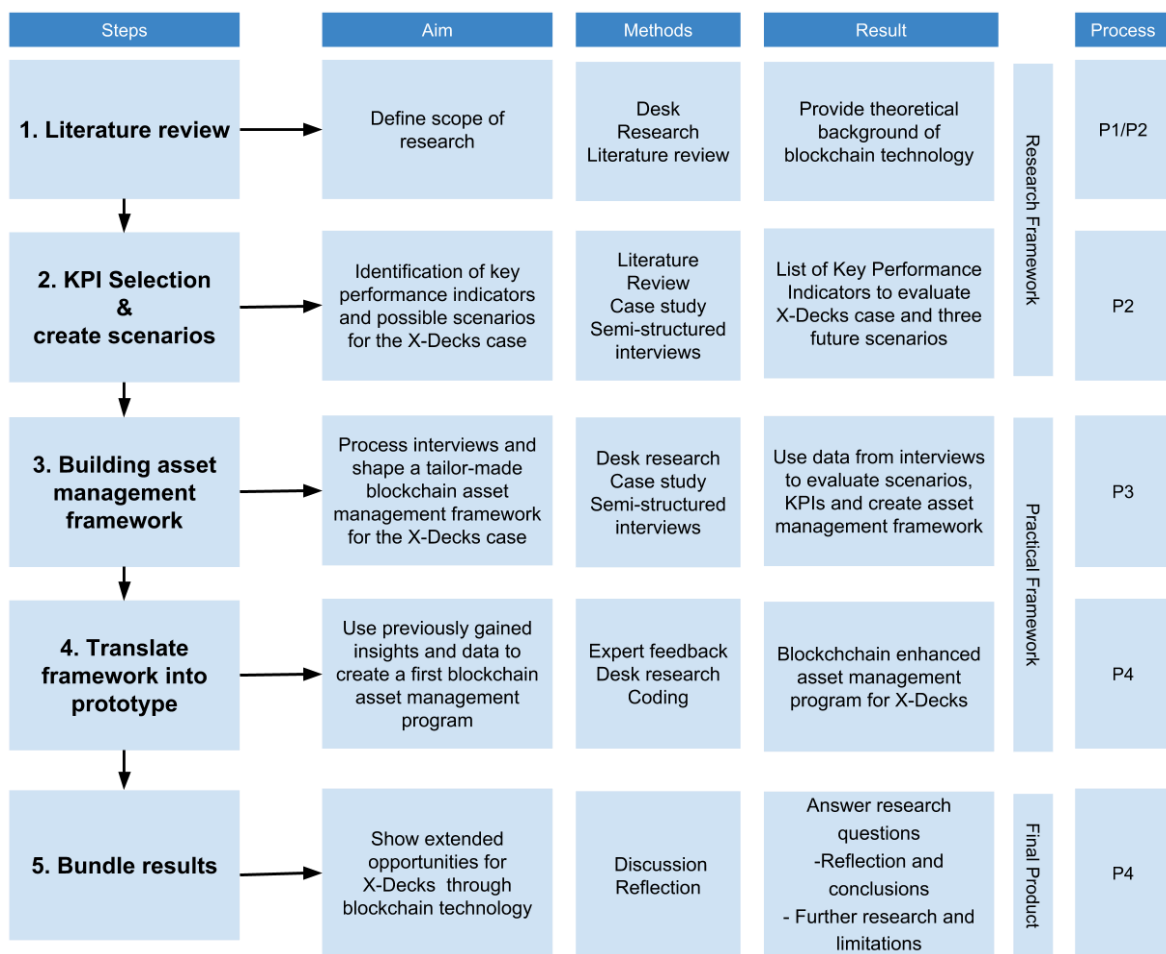 Steps
Aim
Methods
Result
Process
1. Literature review
Define scope of
research
Desk
Research
Literature review
Provide theoretical
background of
blockchain technology
Research Framework
P1/P2
2. KPI Selection
&
create scenarios
Identification of key
performance indicators
and possible scenarios
for the X-Decks case
Literature
Review
Case study
Semi-structured
interviews
List of Key Performance
Indicators to evaluate
X-Decks case and three
future scenarios
P2
3. Building asset
management
framework
Process interviews and
shape a tailor-made
blockchain asset
management framework
for the X-Decks case
Desk research
Case study
Semi-structured
interviews
Use data from interviews
to evaluate scenarios,
KPIs and create asset
management framework
Practical Framework
P3
4. Translate
framework into
prototype
Use previously gained
insights and data to
create a first blockchain
asset management
program
Expert feedback
Desk research
Coding
Blockchchain enhanced
asset management
program for X-Decks
P4
5. Bundle results
Show extended
opportunities for
X-Decks through
blockchain technology
Discussion
Reflection
Answer research
questions
-Reflection and
conclusions
- Further research and
limitations
Final Product
P4